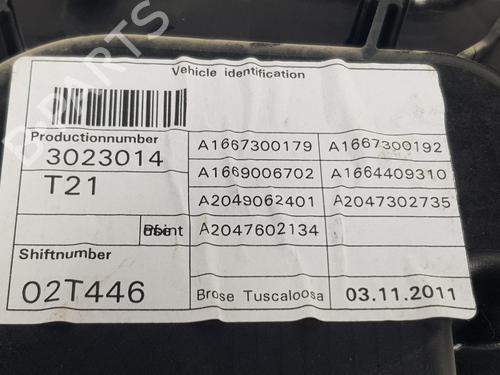 Vehicle identification
Productionnumber
3023014
A1667300179
A1667300192
T21
A1669006702
A1664409310
A2049062401
A2047302735
A2047602134
Shiftnumber
02T446
Brose Tuscaloosa
03.11.2011
B-PARTS